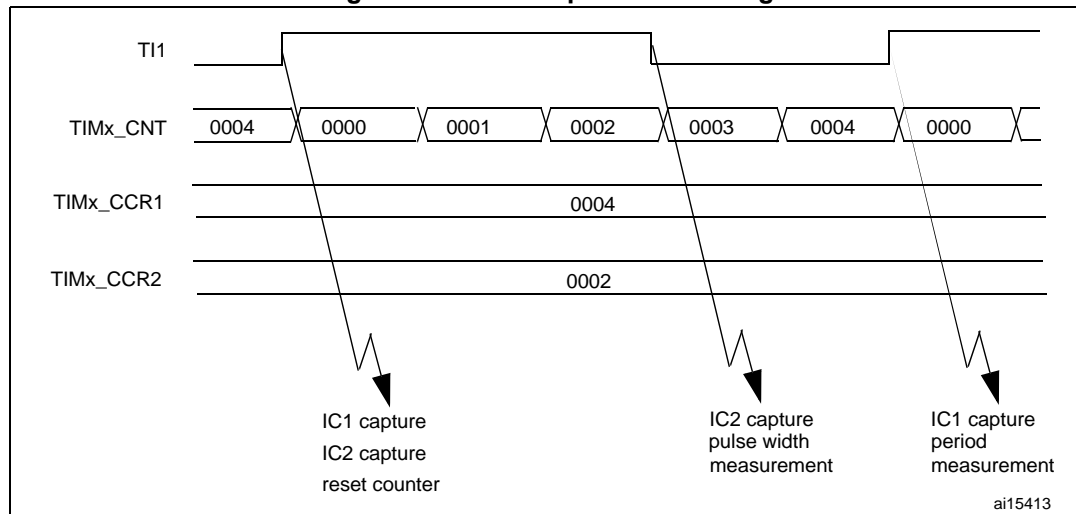 TI1
TIMx_CNT 0004 0000 0001 0002 0003 0004 0000
TIMx_CCR1 0004
TIMx_CCR2 0002
IC1 capture
IC2 capture
reset counter
IC2 capture
pulse width
measurement
IC1 capture
period
measurement
ai15413